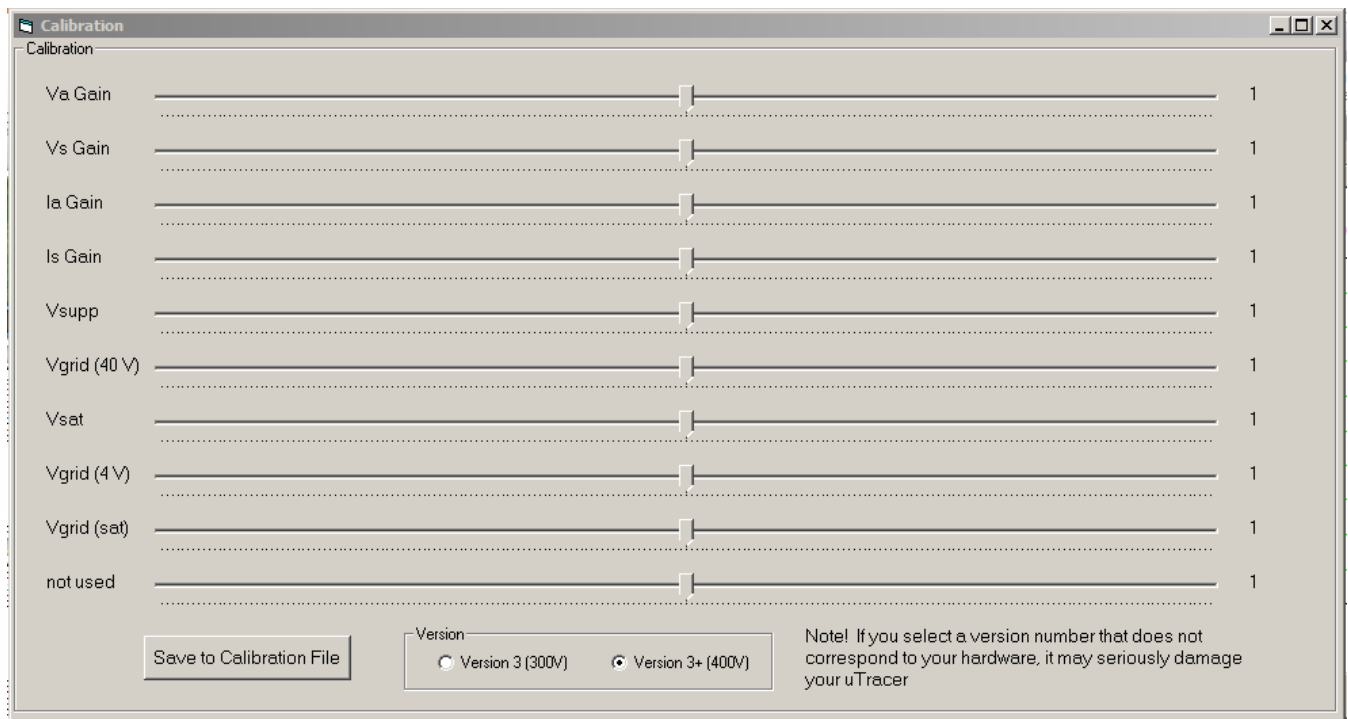 Calibration
Calibration
Va Gain 1
Vs Gain 1
Ia Gain 1
Is Gain 1
Vsupp 1
Vgrid (40 V) 1
Vsat 1
Vgrid (4 V) 1
Vgrid (sat) 1
not used 1
Save to Calibration File
Version
Version 3 (300V) Version 3+ (400V)
Note! If you select a version number that does not
correspond to your hardware, it may seriously damage
your uTracer